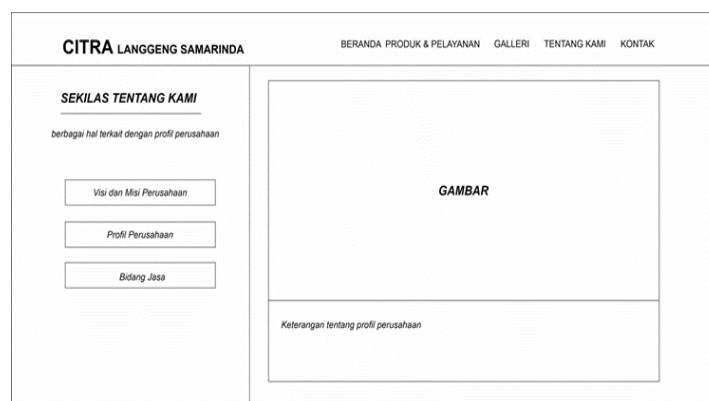 CITRA LANGGENG SAMARINDA
BERANDA PRODUK & PELAYANAN GALLERI TENTANG KAMI KONTAK
SEKILAS TENTANG KAMI
berbagai hal terkait dengan profil perusahaan
Visi dan Misi Perusahaan
Profil Perusahaan
Bidang Jasa
GAMBAR
Keterangan tentang profil perusahaan